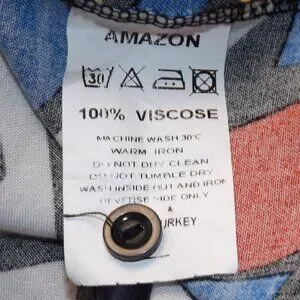 AMAZON
30
100% VISCOSE
MACHINE WASH 30°C
WARM IRON
DO NOT DRY CLEAN
DO NOT TUMBLE DRY
WASH INSIDE OUT AND IRON
REVERSE SIDE ONLY
A
URKEY